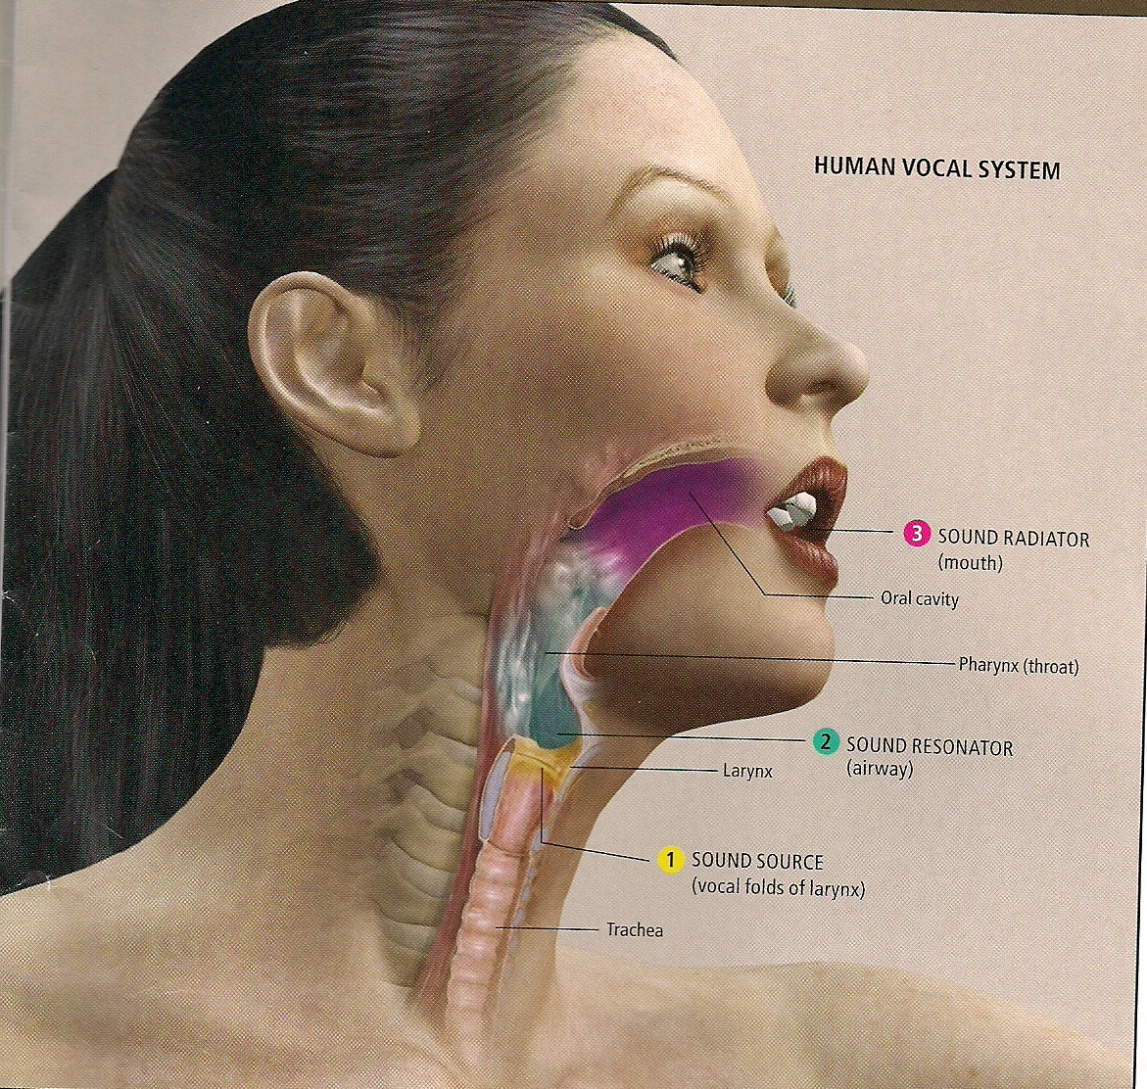 HUMAN VOCAL SYSTEM
3 SOUND RADIATOR
(mouth)
Oral cavity
Pharynx (throat)
2 SOUND RESONATOR
(airway)
Larynx
1 SOUND SOURCE
(vocal folds of larynx)
Trachea